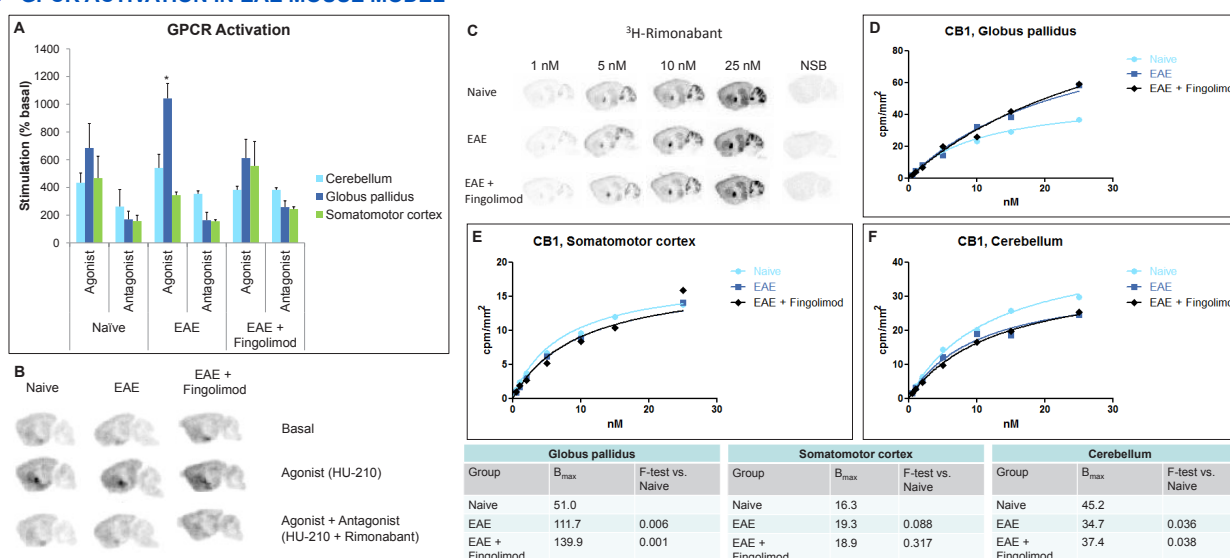 GPCR ACTIVATION IN EAE MOUSE MODEL
A
GPCR Activation
Stimulation (% basal)
1400
1200
1000
800
600
400
200
0
*
Cerebellum
Globus pallidus
Somatomotor cortex
Agonist
Antagonist
Agonist
Antagonist
Agonist
Antagonist
Naïve
EAE
EAE +
Fingolimod
B
Naive
EAE
EAE +
Fingolimod
Basal
Agonist (HU-210)
Agonist + Antagonist
(HU-210 + Rimonabant)
C
³H-Rimonabant
1 nM
5 nM
10 nM
25 nM
NSB
Naive
EAE
EAE +
Fingolimod
D
CB1, Globus pallidus
cpm/mm²
80
60
40
20
0
0
10
20
30
nM
Naive
EAE
EAE + Fingolimod
E
CB1, Somatomotor cortex
cpm/mm²
20
15
10
5
0
0
10
20
30
nM
Naive
EAE
EAE + Fingolimod
F
CB1, Cerebellum
cpm/mm²
40
30
20
10
0
0
10
20
30
nM
Naive
EAE
EAE + Fingolimod
Globus pallidus
Group Bmax F-test vs. Naive
Naive 51.0
EAE 111.7 0.006
EAE + Fingolimod 139.9 0.001
Somatomotor cortex
Group Bmax F-test vs. Naive
Naive 16.3
EAE 19.3 0.088
EAE + Fingolimod 18.9 0.317
Cerebellum
Group Bmax F-test vs. Naive
Naive 45.2
EAE 34.7 0.036
EAE + Fingolimod 37.4 0.038